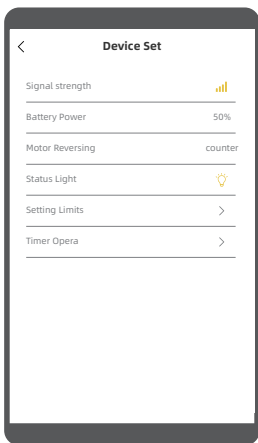 Device Set
Signal strength
Battery Power 50%
Motor Reversing counter
Status Light
Setting Limits
Timer Opera